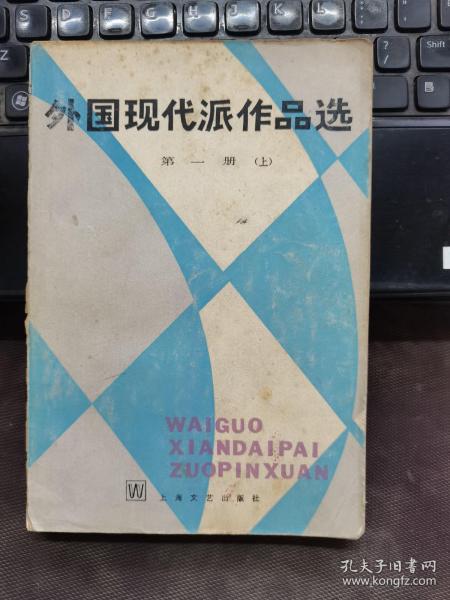 S D F G H J K L
Z X C V B N M
Shift
外国现代派作品选
第一册(上)
WAIGUO
XIANDAIPAI
ZUOPINXUAN
W
上海文艺出版社
孔夫子旧书网
www.kongfz.com